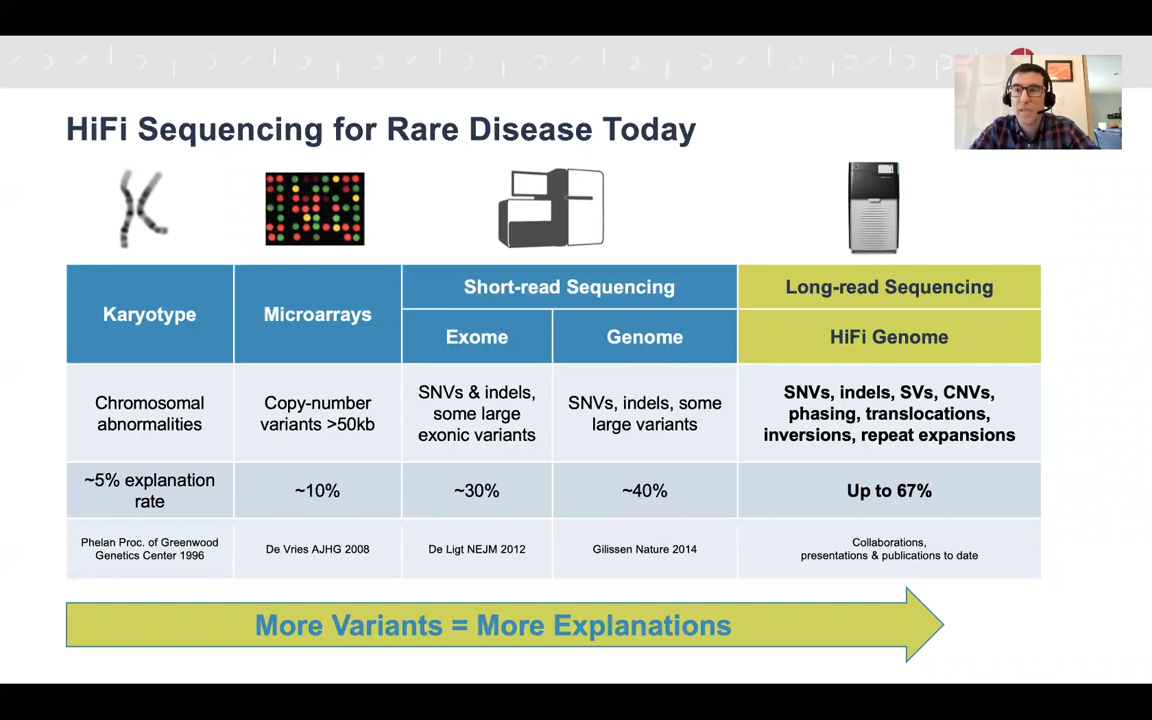 HiFi Sequencing for Rare Disease Today
Karyotype
Microarrays
Short-read Sequencing
Long-read Sequencing
Exome
Genome
HiFi Genome
Chromosomal
abnormalities
Copy-number
variants >50kb
SNVs & indels,
some large
exonic variants
SNVs, indels, some
large variants
SNVs, indels, SVs, CNVs,
phasing, translocations,
inversions, repeat expansions
~5% explanation
rate
~10%
~30%
~40%
Up to 67%
Phelan Proc. of Greenwood
Genetics Center 1996
De Vries AJHG 2008
De Ligt NEJM 2012
Gilissen Nature 2014
Collaborations,
presentations & publications to date
More Variants = More Explanations